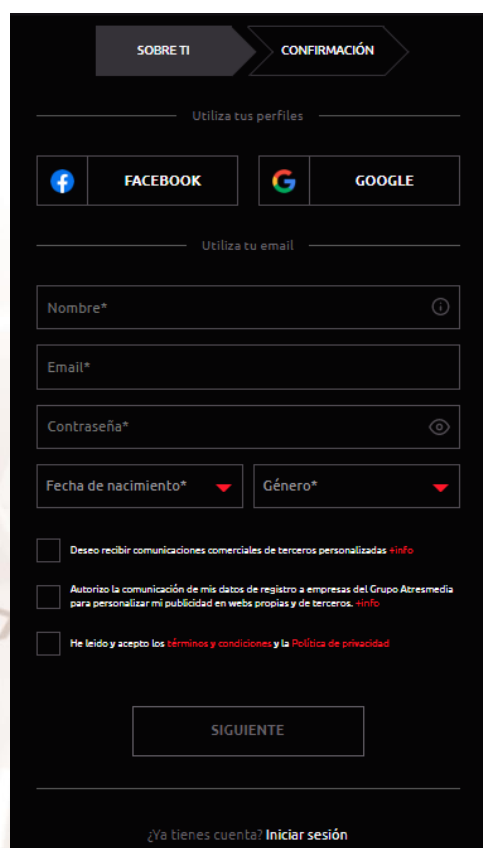 SOBRE TI
CONFIRMACIÓN
Utiliza tus perfiles
FACEBOOK
GOOGLE
Utiliza tu email
Nombre*
Email*
Contraseña*
Fecha de nacimiento*
Género*
Deseo recibir comunicaciones comerciales de terceros personalizadas +info
Autorizo la comunicación de mis datos de registro a empresas del Grupo Atresmedia
para personalizar mi publicidad en webs propias y de terceros. +info
He leido y acepto los términos y condiciones y la Política de privacidad
SIGUIENTE
¿Ya tienes cuenta? Iniciar sesión